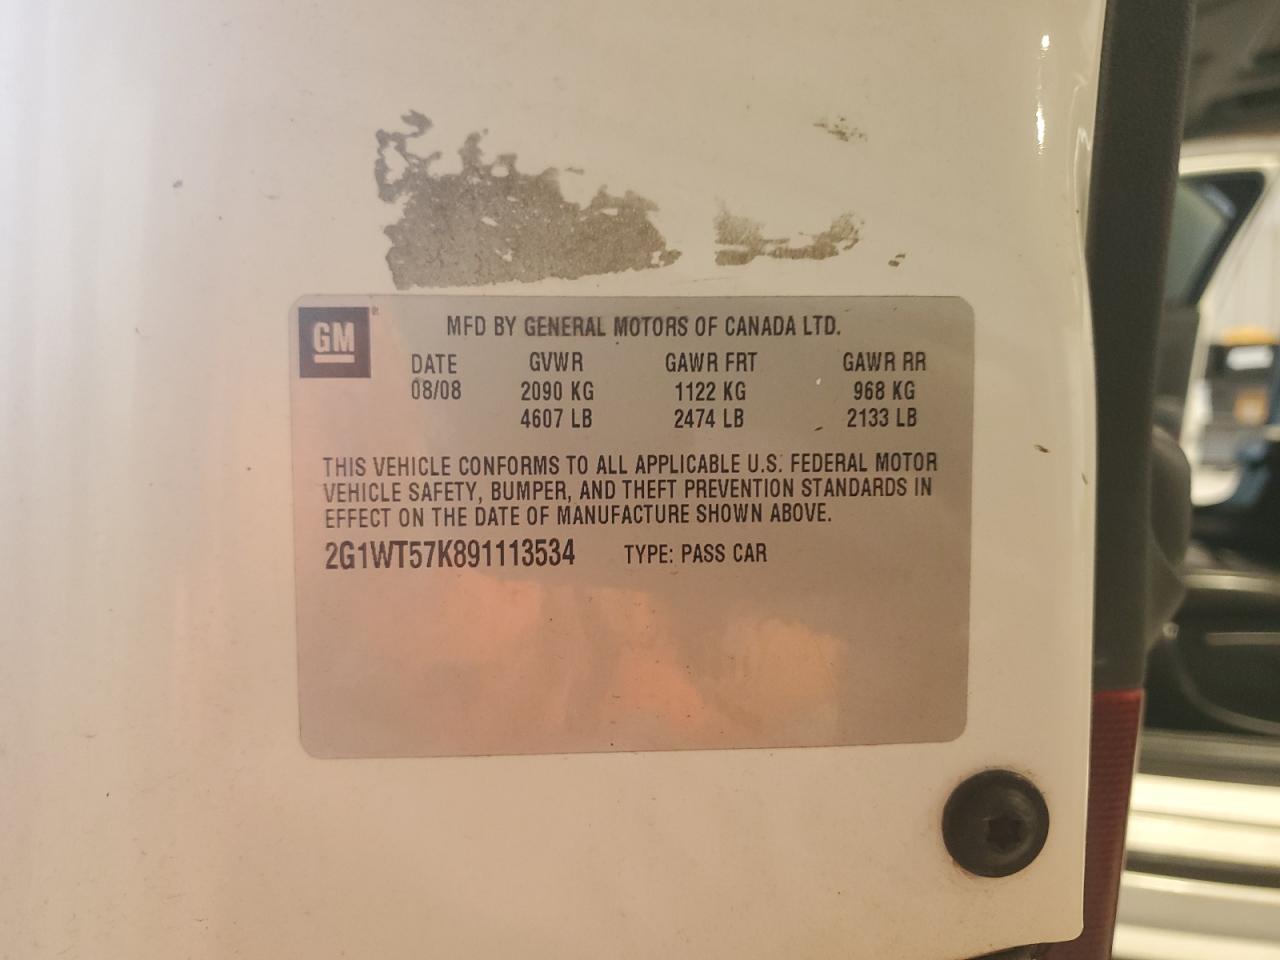 GM
MFD BY GENERAL MOTORS OF CANADA LTD.
DATE GVWR GAWR FRT GAWR RR
08/08 2090 KG 1122 KG 968 KG
4607 LB 2474 LB 2133 LB
THIS VEHICLE CONFORMS TO ALL APPLICABLE U.S. FEDERAL MOTOR
VEHICLE SAFETY, BUMPER, AND THEFT PREVENTION STANDARDS IN
EFFECT ON THE DATE OF MANUFACTURE SHOWN ABOVE.
2G1WT57K891113534 TYPE: PASS CAR